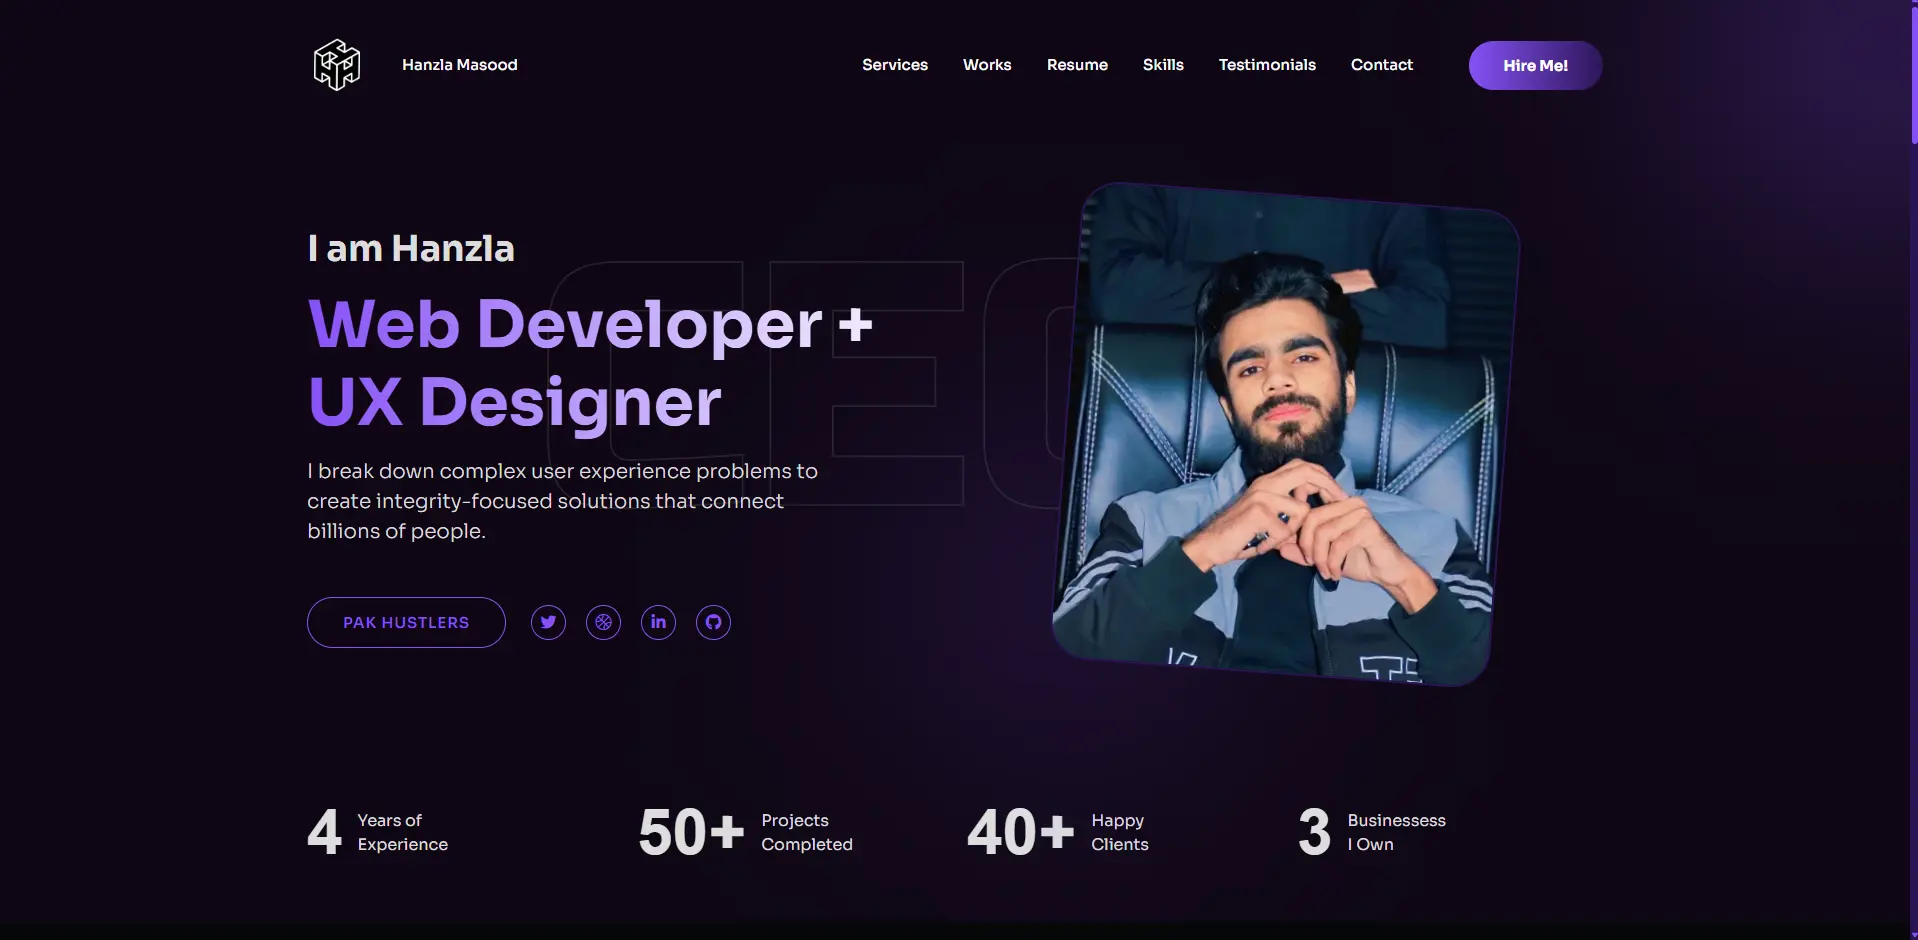 Hanzla Masood
Services
Works
Resume
Skills
Testimonials
Contact
Hire Me!
I am Hanzla
Web Developer +
UX Designer
CEO
I break down complex user experience problems to
create integrity-focused solutions that connect
billions of people.
PAK HUSTLERS
in
4
Years of
Experience
50+
Projects
Completed
40+
Happy
Clients
3
Businessess
I Own